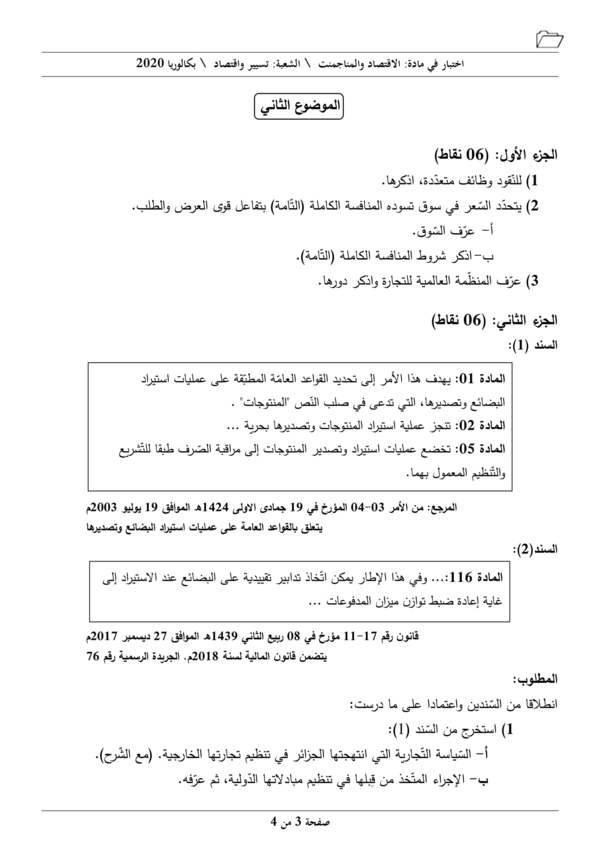 اختبار في مادة: الاقتصاد والمناجمنت \ الشعبة: تسيير واقتصاد \ بكالوريا 2020
الموضوع الثاني
الجزء الأول: (06 نقاط)
1) للنّقود وظائف متعدّدة، اذكرها.
2) يتحدّد السّعر في سوق تسوده المنافسة الكاملة (التّامة) بتفاعل قوى العرض والطلب.
أ- عرّف السّوق.
ب- اذكر شروط المنافسة الكاملة (التّامة).
3) عرّف المنظّمة العالمية للتجارة واذكر دورها.
الجزء الثاني: (06 نقاط)
السند (1):
المادة 01: يهدف هذا الأمر إلى تحديد القواعد العامّة المطبّقة على عمليات استيراد
البضائع وتصديرها، التي تدعى في صلب النّص "المنتوجات" .
المادة 02: تنجز عملية استيراد المنتوجات وتصديرها بحرية ...
المادة 05: تخضع عمليات استيراد وتصدير المنتوجات إلى مراقبة الصّرف طبقا للتّشريع
والتّنظيم المعمول بهما.
المرجع: من الأمر 03-04 المؤرخ في 19 جمادى الاولى 1424هـ الموافق 19 يوليو 2003م
يتعلق بالقواعد العامة على عمليات استيراد البضائع وتصديرها
السند(2):
المادة 116:... وفي هذا الإطار يمكن اتّخاذ تدابير تقييدية على البضائع عند الاستيراد إلى
غاية إعادة ضبط توازن ميزان المدفوعات ...
قانون رقم 17-11 مؤرخ في 08 ربيع الثاني 1439هـ الموافق 27 ديسمبر 2017م
يتضمن قانون المالية لسنة 2018م. الجريدة الرسمية رقم 76
المطلوب:
انطلاقا من السّندين واعتمادا على ما درست:
1) استخرج من السّند (1):
أ- السّياسة التّجارية التي انتهجتها الجزائر في تنظيم تجارتها الخارجية. (مع الشّرح).
ب- الإجراء المتّخذ من قِبلها في تنظيم مبادلاتها الدّولية، ثم عرّفه.
صفحة 3 من 4